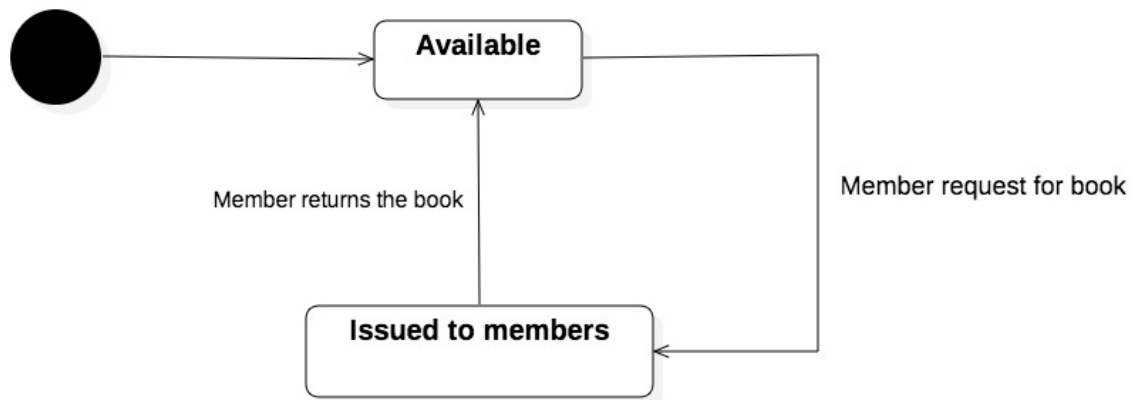 Available
Member request for book
Member returns the book
Issued to members